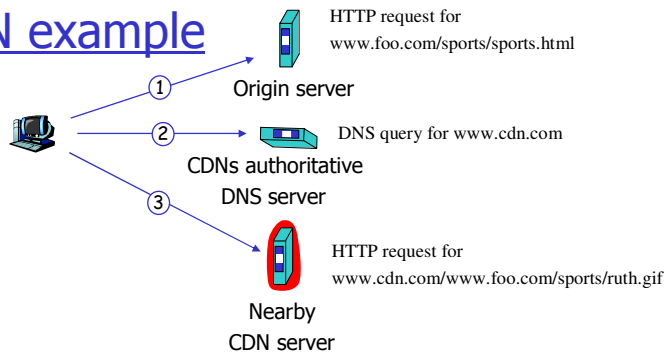 N example
HTTP request for
www.foo.com/sports/sports.html
1
Origin server
2
DNS query for www.cdn.com
CDNs authoritative
DNS server
3
HTTP request for
www.cdn.com/www.foo.com/sports/ruth.gif
Nearby
CDN server